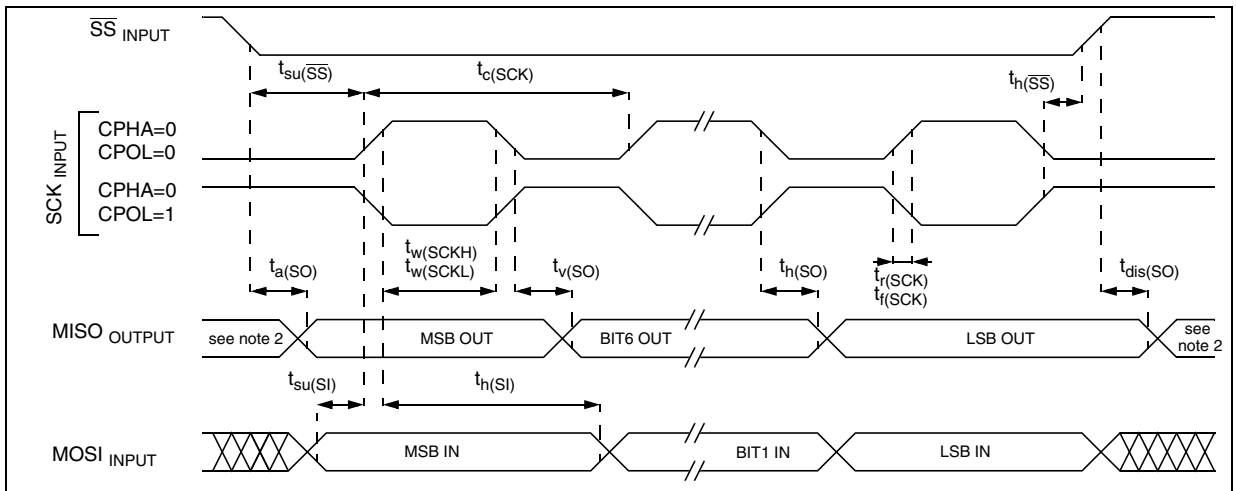 SS INPUT
tsu(SS)
tc(SCK)
th(SS)
SCK INPUT
CPHA=0
CPOL=0
CPHA=0
CPOL=1
ta(SO)
tw(SCKH)
tw(SCKL)
tv(SO)
th(SO)
tr(SCK)
tf(SCK)
tdis(SO)
MISO OUTPUT
see note 2
MSB OUT
BIT6 OUT
LSB OUT
see
note 2
tsu(SI)
th(SI)
MOSI INPUT
MSB IN
BIT1 IN
LSB IN